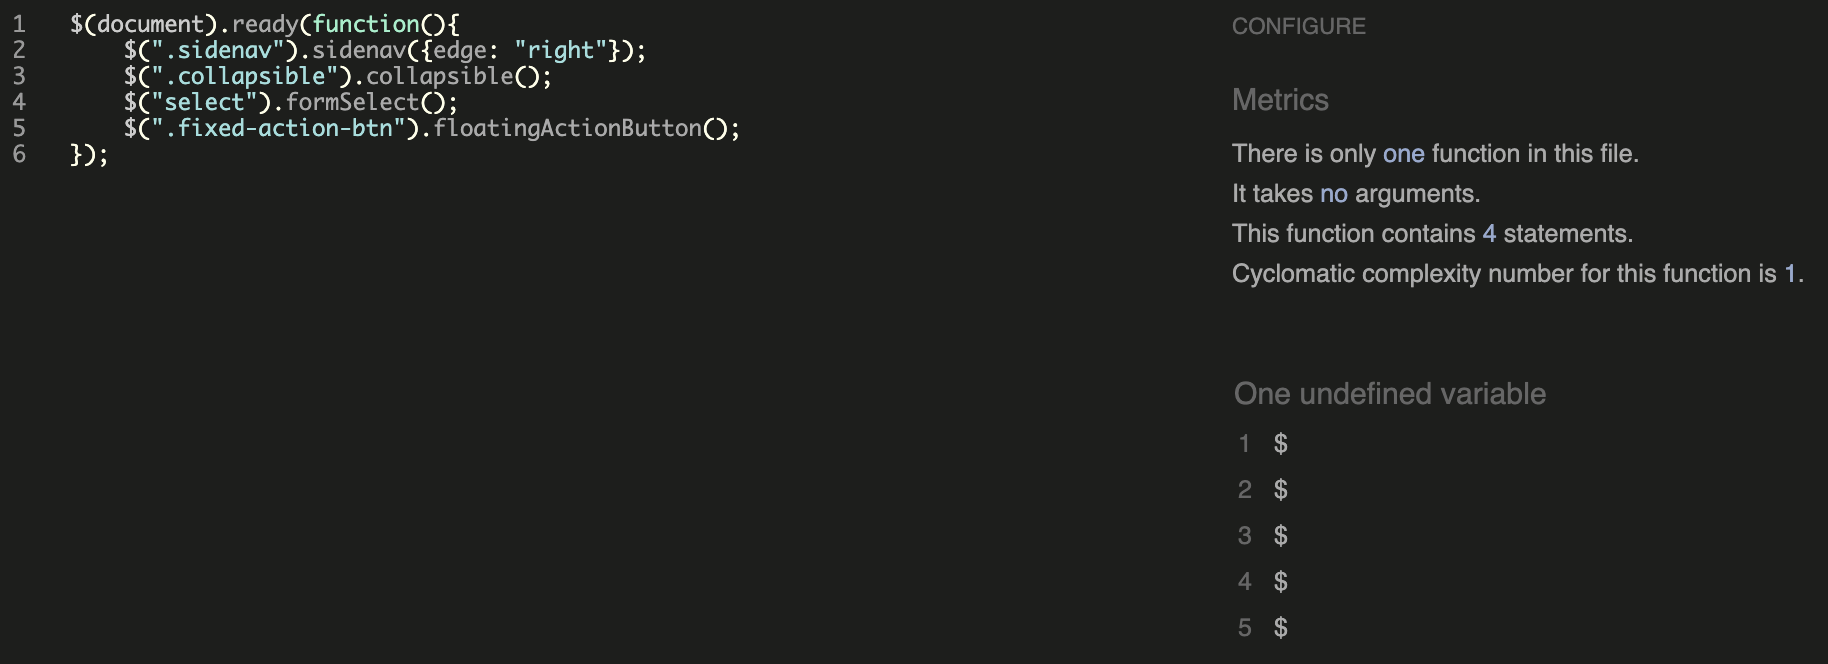 1 $(document).ready(function(){
2 $(".sidenav").sidenav({edge: "right"});
3 $(".collapsible").collapsible();
4 $("select").formSelect();
5 $(".fixed-action-btn").floatingActionButton();
6 });
CONFIGURE
Metrics
There is only one function in this file.
It takes no arguments.
This function contains 4 statements.
Cyclomatic complexity number for this function is 1.
One undefined variable
1 $
2 $
3 $
4 $
5 $